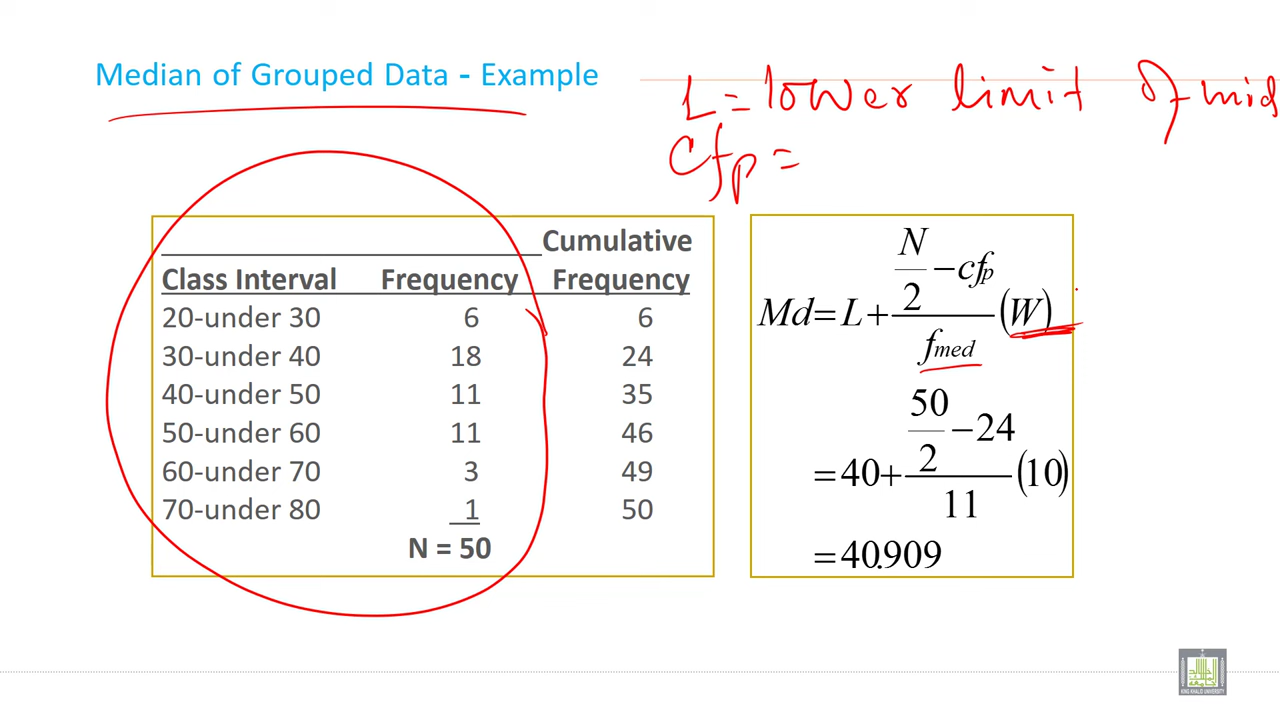 Median of Grouped Data - Example
L = lower limit of mid
Cfp =
Cumulative
Class Interval Frequency Frequency
20-under 30 6 6
30-under 40 18 24
40-under 50 11 35
50-under 60 11 46
60-under 70 3 49
70-under 80 1 50
N = 50
Md = L + (N/2 − cfp)/fmed (W)
= 40 + (50/2 − 24)/11 (10)
= 40.909
KING KHALID UNIVERSITY